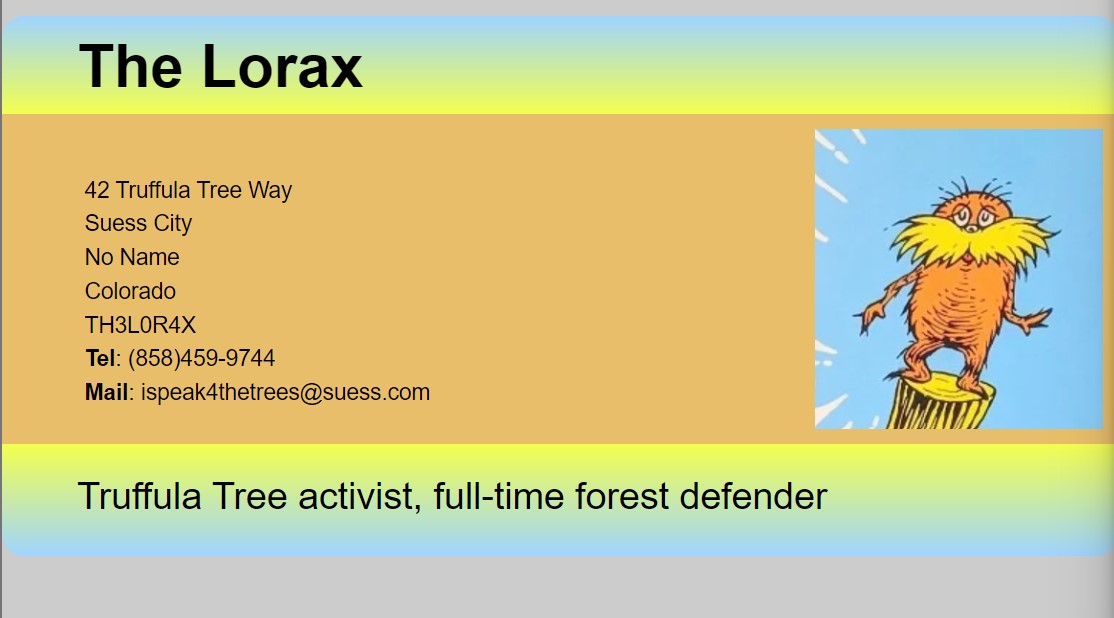 The Lorax
42 Truffula Tree Way
Suess City
No Name
Colorado
TH3L0R4X
Tel: (858)459-9744
Mail: ispeak4thetrees@suess.com
Truffula Tree activist, full-time forest defender